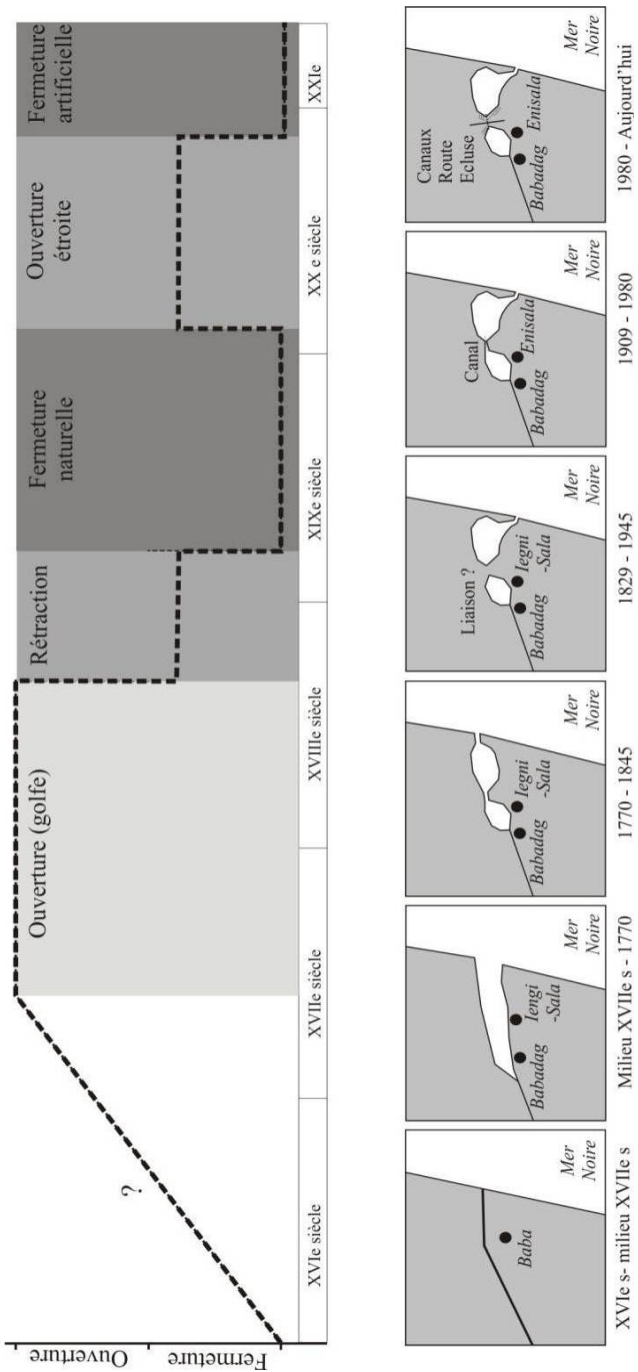 Ouverture
Fermeture
?
Ouverture (golfe)
Rétraction
Fermeture
naturelle
Ouverture
étroite
Fermeture
artificielle
XVIe siècle
XVIIe siècle
XVIIIe siècle
XIXe siècle
XX e siècle
XXIe
Baba
Mer
Noire
XVIe s- milieu XVIIe s
Babadag
Iengi
-Sala
Mer
Noire
Milieu XVIIe s - 1770
Babadag
Iegni
-Sala
Mer
Noire
1770 - 1845
Liaison ?
Babadag
Iegni
-Sala
Mer
Noire
1829 - 1945
Canal
Babadag
Enisala
Mer
Noire
1909 - 1980
Canaux
Route
Ecluse
Babadag
Enisala
Mer
Noire
1980 - Aujourd'hui